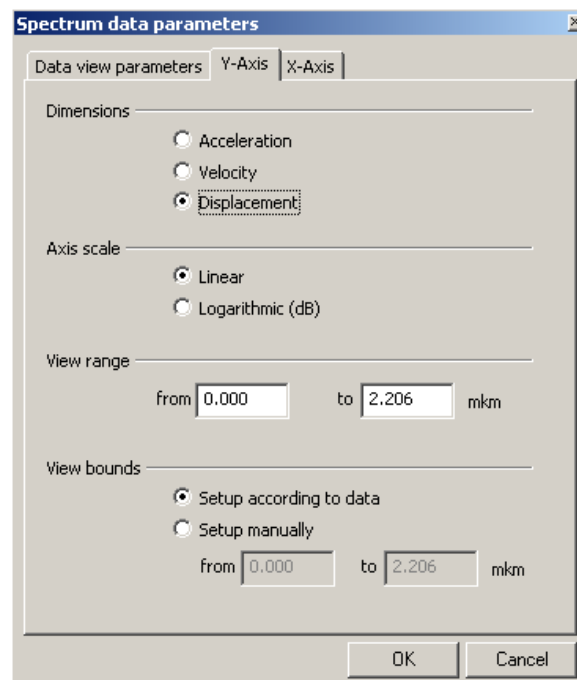 Spectrum data parameters
Data view parameters Y-Axis X-Axis
Dimensions
Acceleration
Velocity
Displacement
Axis scale
Linear
Logarithmic (dB)
View range
from 0.000 to 2.206 mkm
View bounds
Setup according to data
Setup manually
from 0.000 to 2.206 mkm
OK Cancel